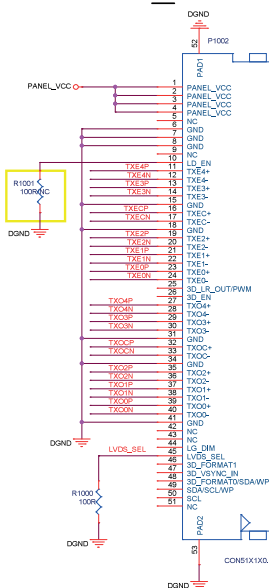 DGND
52
P1002
PAD1
PANEL_VCC
1 PANEL_VCC
2 PANEL_VCC
3 PANEL_VCC
4 PANEL_VCC
5 NC
6 GND
7 GND
8 GND
9 NC
10 LD_EN
R1001
100R/NC
DGND
TXE4P 11 TXE4+
TXE4N 12 TXE4-
TXE3P 13 TXE3+
TXE3N 14 TXE3-
15 GND
TXECP 16 TXEC+
TXECN 17 TXEC-
18 GND
TXE2P 19 TXE2+
TXE2N 20 TXE2-
TXE1P 21 TXE1+
TXE1N 22 TXE1-
TXE0P 23 TXE0+
TXE0N 24 TXE0-
25 3D_LR_OUT/PWM
26 3D_EN
TXO4P 27 TXO4+
TXO4N 28 TXO4-
TXO3P 29 TXO3+
TXO3N 30 TXO3-
31 GND
TXOCP 32 TXOC+
TXOCN 33 TXOC-
34 GND
TXO2P 35 TXO2+
TXO2N 36 TXO2-
TXO1P 37 TXO1+
TXO1N 38 TXO1-
TXO0P 39 TXO0+
TXO0N 40 TXO0-
41 GND
42 NC
43 NC
DGND
44 LG_DIM
LVDS_SEL 45 LVDS_SEL
46 3D_FORMAT1
47 3D_VSYNC_IN
48 3D_FORMAT0/SDA/WP
49 SDA/SCL/WP
50 SCL
51 NC
R1000
100R
DGND
PAD2
53
CON51X1X0.
DGND